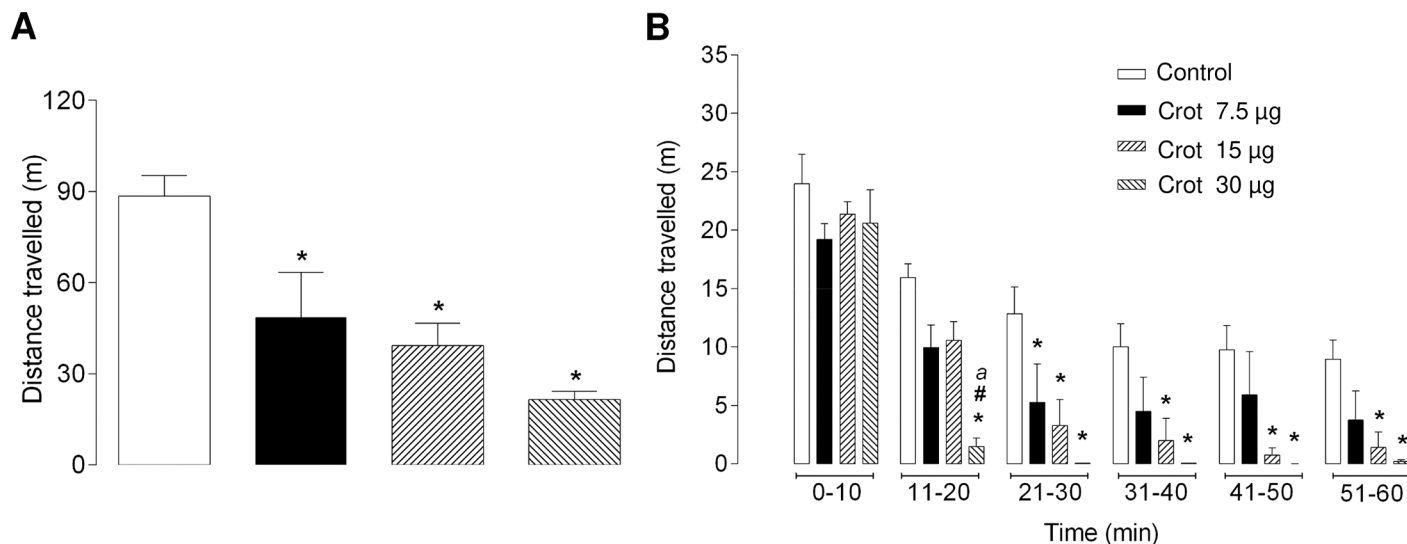 A
Distance travelled (m)
120
90
60
30
0
*
*
*
B
Distance travelled (m)
35
30
25
20
15
10
5
0
Control
Crot 7.5 µg
Crot 15 µg
Crot 30 µg
a
#
*
*
*
*
*
*
*
*
*
*
0-10 11-20 21-30 31-40 41-50 51-60
Time (min)